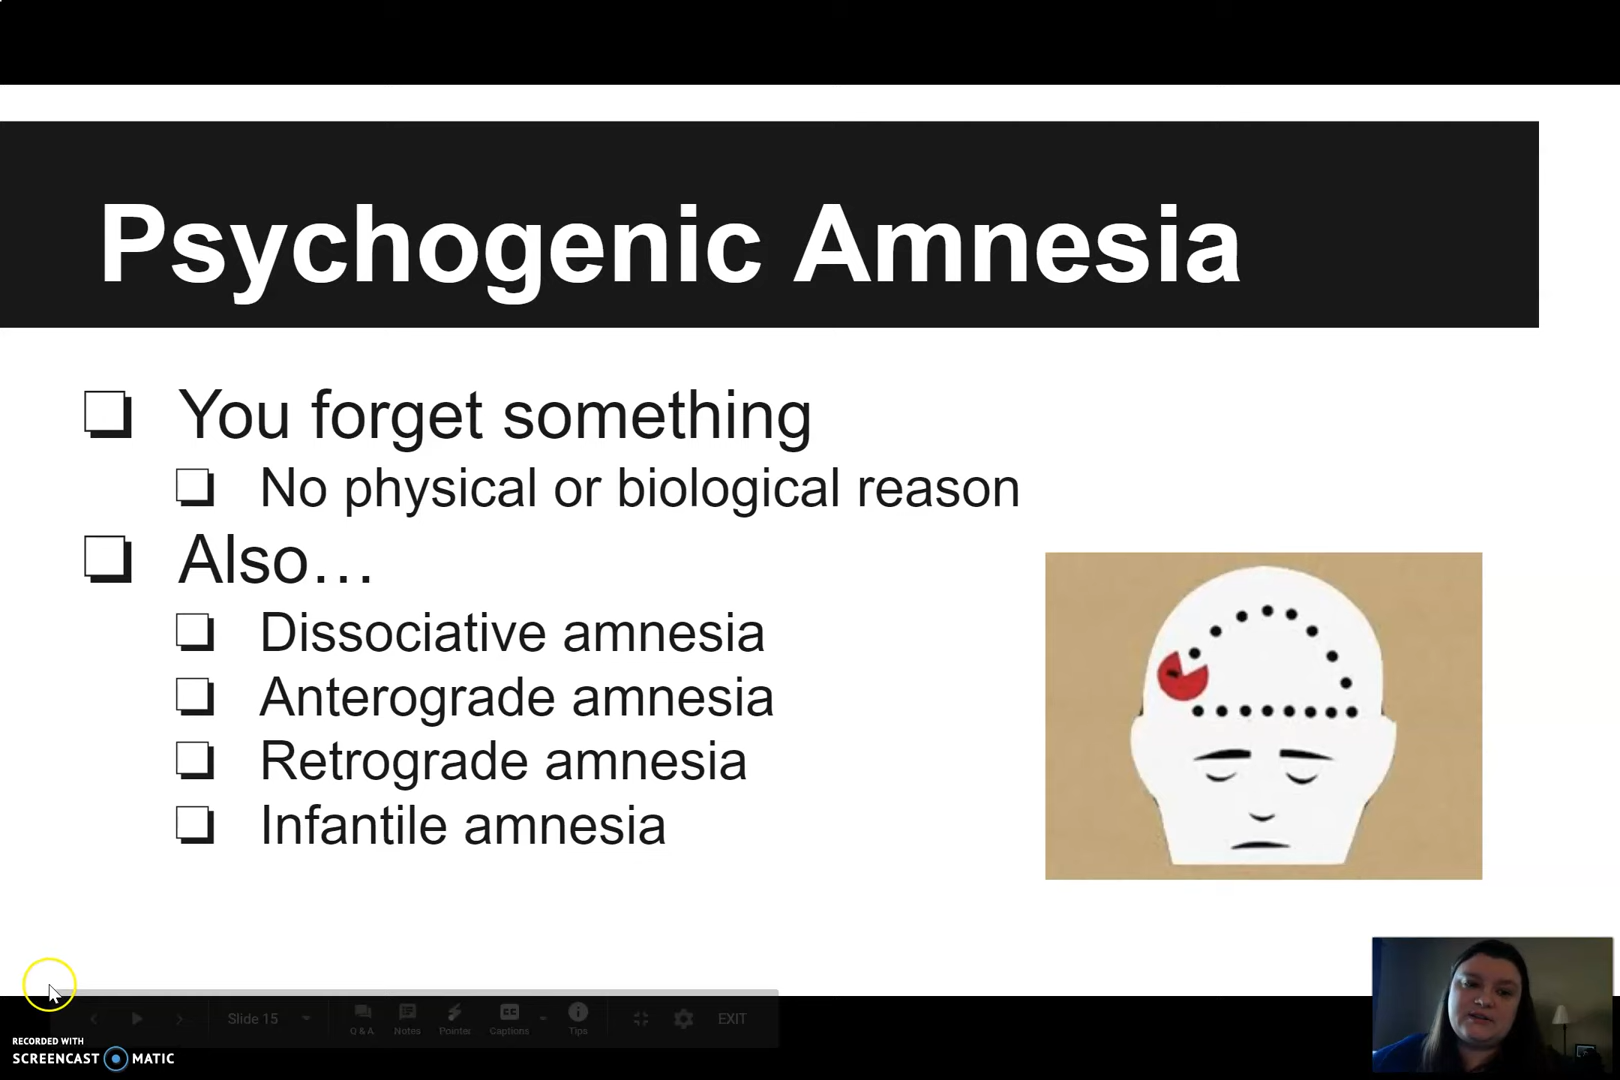 Psychogenic Amnesia
You forget something
No physical or biological reason
Also…
Dissociative amnesia
Anterograde amnesia
Retrograde amnesia
Infantile amnesia
Slide 15
Q & A
Notes
Pointer
Captions
Tips
EXIT
RECORDED WITH
SCREENCAST MATIC